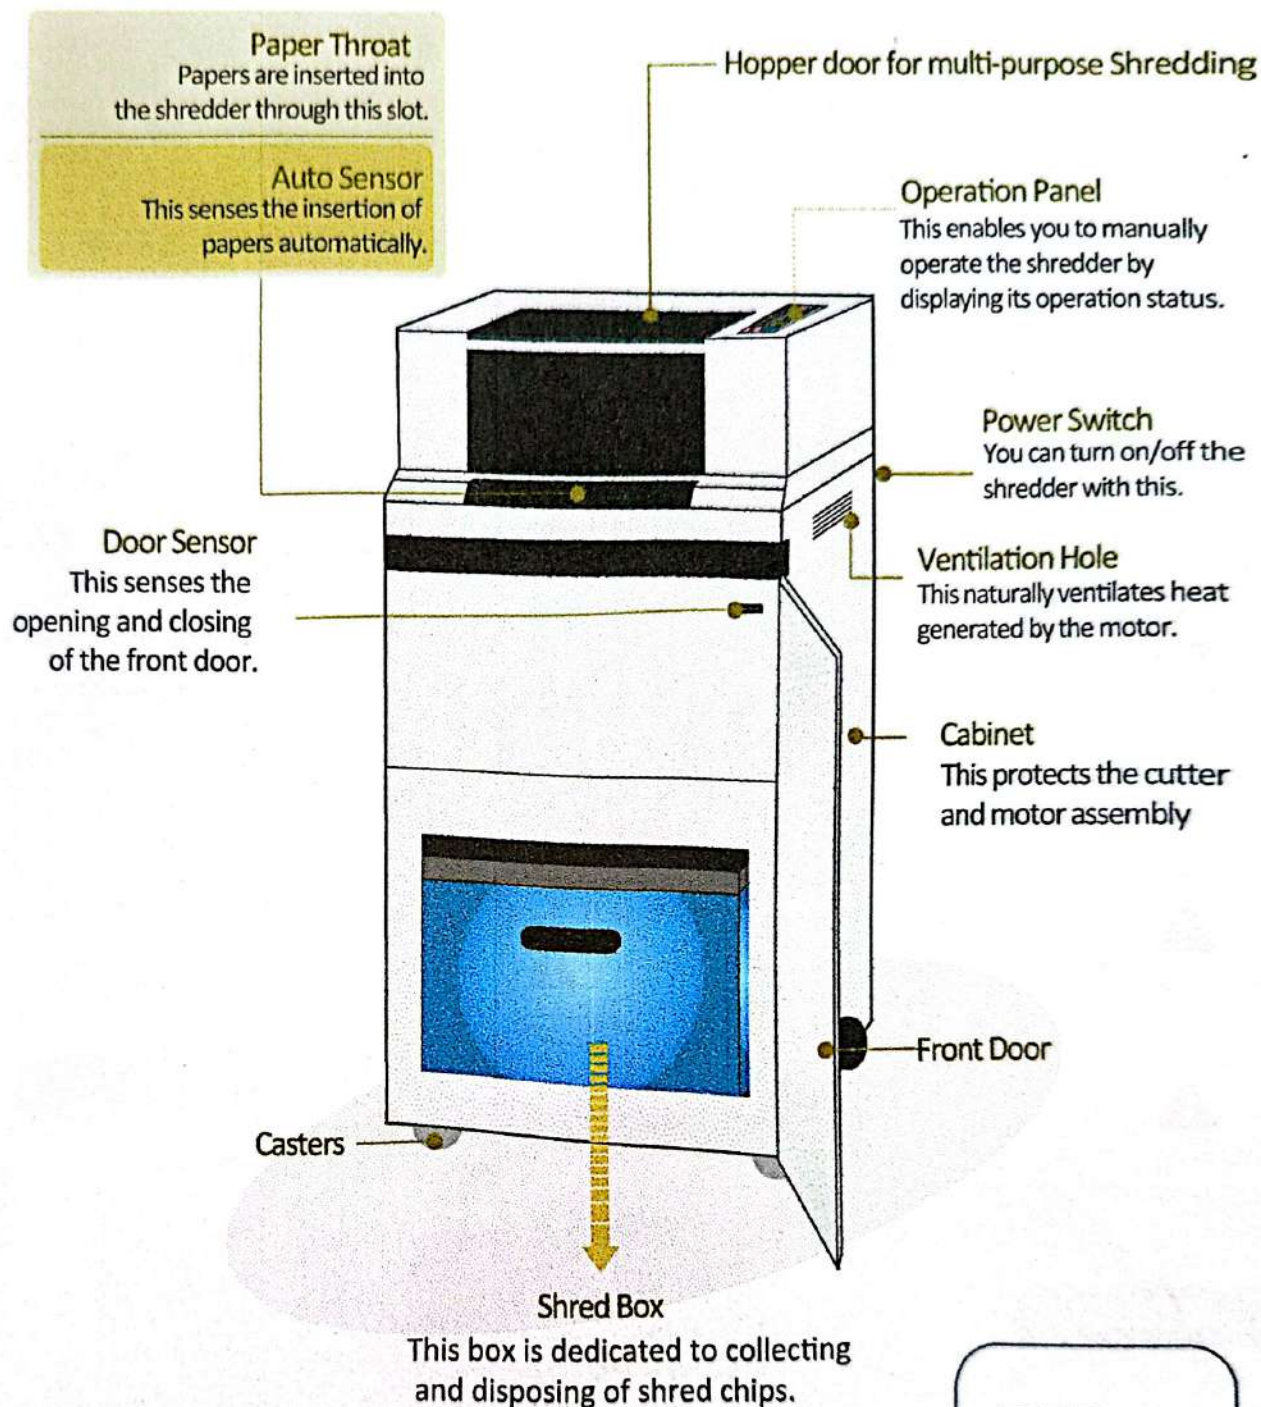 Paper Throat
Papers are inserted into
the shredder through this slot.
Auto Sensor
This senses the insertion of
papers automatically.
Hopper door for multi-purpose Shredding
Operation Panel
This enables you to manually
operate the shredder by
displaying its operation status.
Power Switch
You can turn on/off the
shredder with this.
Door Sensor
This senses the
opening and closing
of the front door.
Ventilation Hole
This naturally ventilates heat
generated by the motor.
Cabinet
This protects the cutter
and motor assembly
Front Door
Casters
Shred Box
This box is dedicated to collecting
and disposing of shred chips.